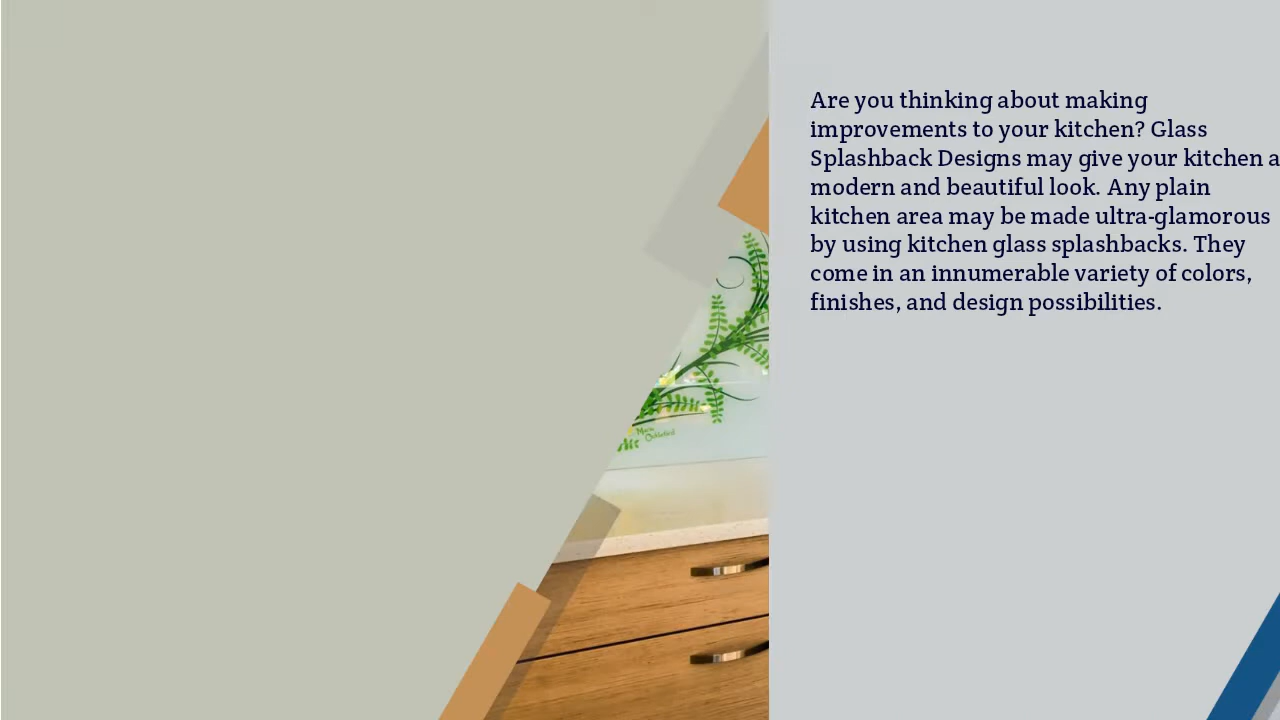 Are you thinking about making
improvements to your kitchen? Glass
Splashback Designs may give your kitchen a
modern and beautiful look. Any plain
kitchen area may be made ultra-glamorous
by using kitchen glass splashbacks. They
come in an innumerable variety of colors,
finishes, and design possibilities.